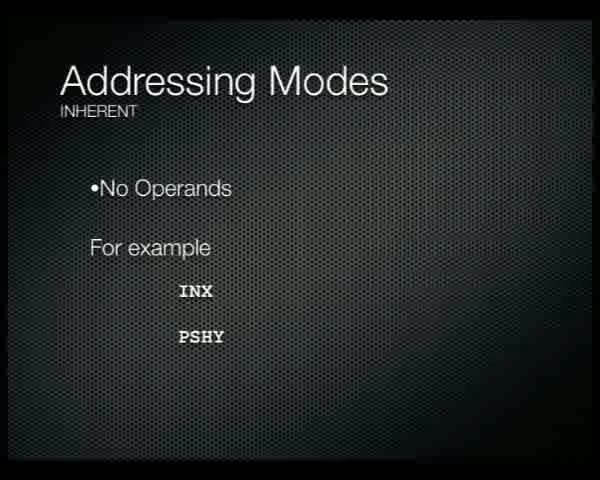 Addressing Modes
INHERENT
•No Operands
For example
INX
PSHY